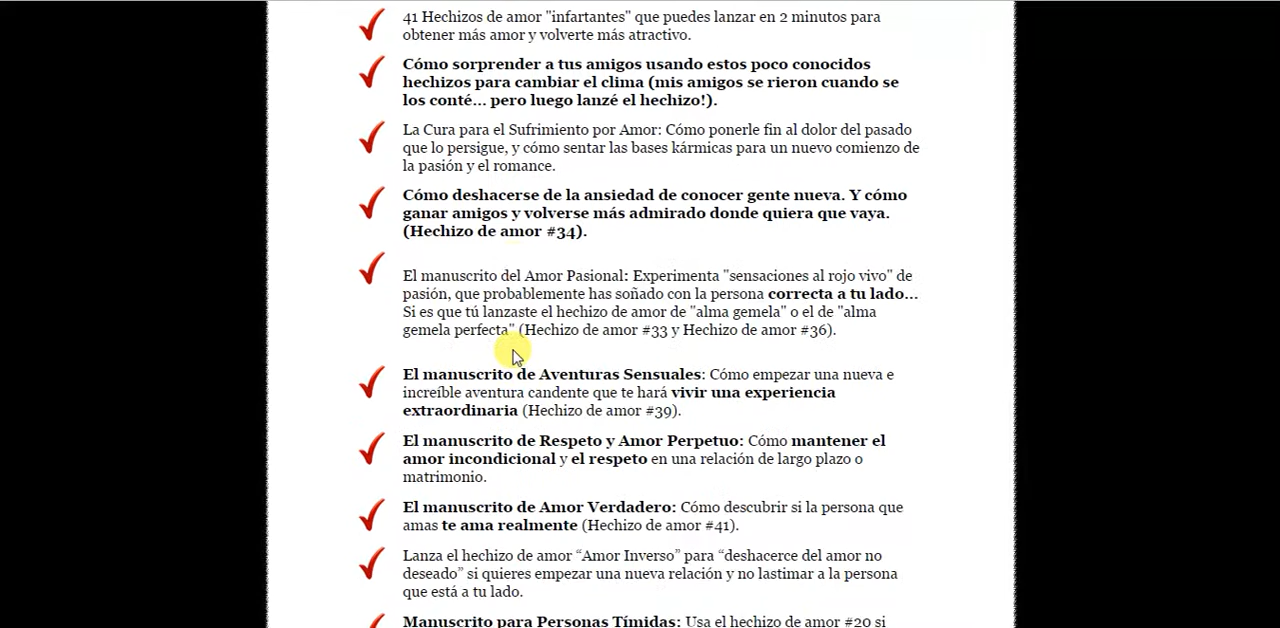 41 Hechizos de amor "infartantes" que puedes lanzar en 2 minutos para
obtener más amor y volverte más atractivo.
Cómo sorprender a tus amigos usando estos poco conocidos
hechizos para cambiar el clima (mis amigos se rieron cuando se
los conté... pero luego lanzé el hechizo!).
La Cura para el Sufrimiento por Amor: Cómo ponerle fin al dolor del pasado
que lo persigue, y cómo sentar las bases kármicas para un nuevo comienzo de
la pasión y el romance.
Cómo deshacerse de la ansiedad de conocer gente nueva. Y cómo
ganar amigos y volverse más admirado donde quiera que vaya.
(Hechizo de amor #34).
El manuscrito del Amor Pasional: Experimenta "sensaciones al rojo vivo" de
pasión, que probablemente has soñado con la persona correcta a tu lado...
Si es que tú lanzaste el hechizo de amor de "alma gemela" o el de "alma
gemela perfecta" (Hechizo de amor #33 y Hechizo de amor #36).
El manuscrito de Aventuras Sensuales: Cómo empezar una nueva e
increíble aventura candente que te hará vivir una experiencia
extraordinaria (Hechizo de amor #39).
El manuscrito de Respeto y Amor Perpetuo: Cómo mantener el
amor incondicional y el respeto en una relación de largo plazo o
matrimonio.
El manuscrito de Amor Verdadero: Cómo descubrir si la persona que
amas te ama realmente (Hechizo de amor #41).
Lanza el hechizo de amor “Amor Inverso” para “deshacerce del amor no
deseado” si quieres empezar una nueva relación y no lastimar a la persona
que está a tu lado.
Manuscrito para Personas Tímidas: Usa el hechizo de amor #20 si